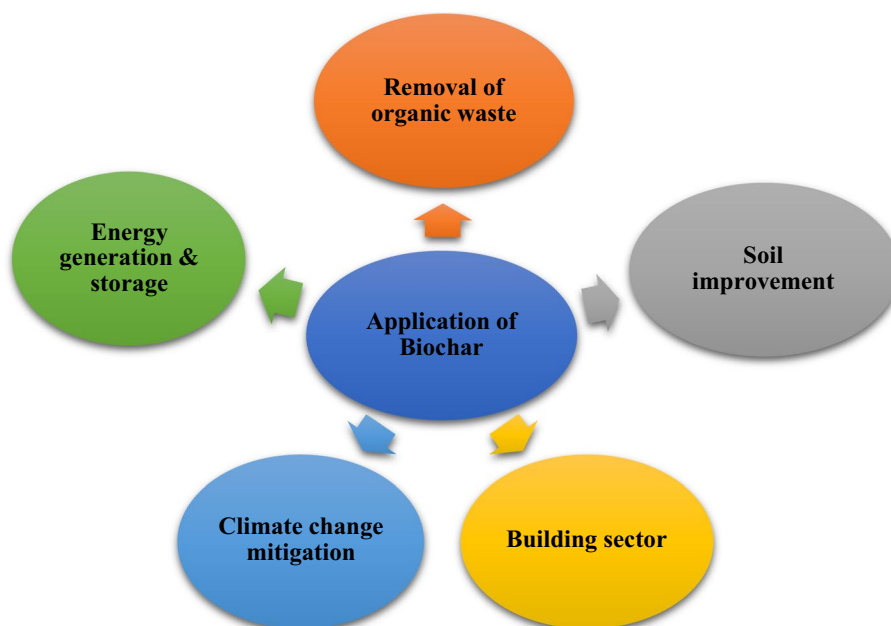 Removal of
organic waste
Energy
generation &
storage
Soil
improvement
Application of
Biochar
Climate change
mitigation
Building sector